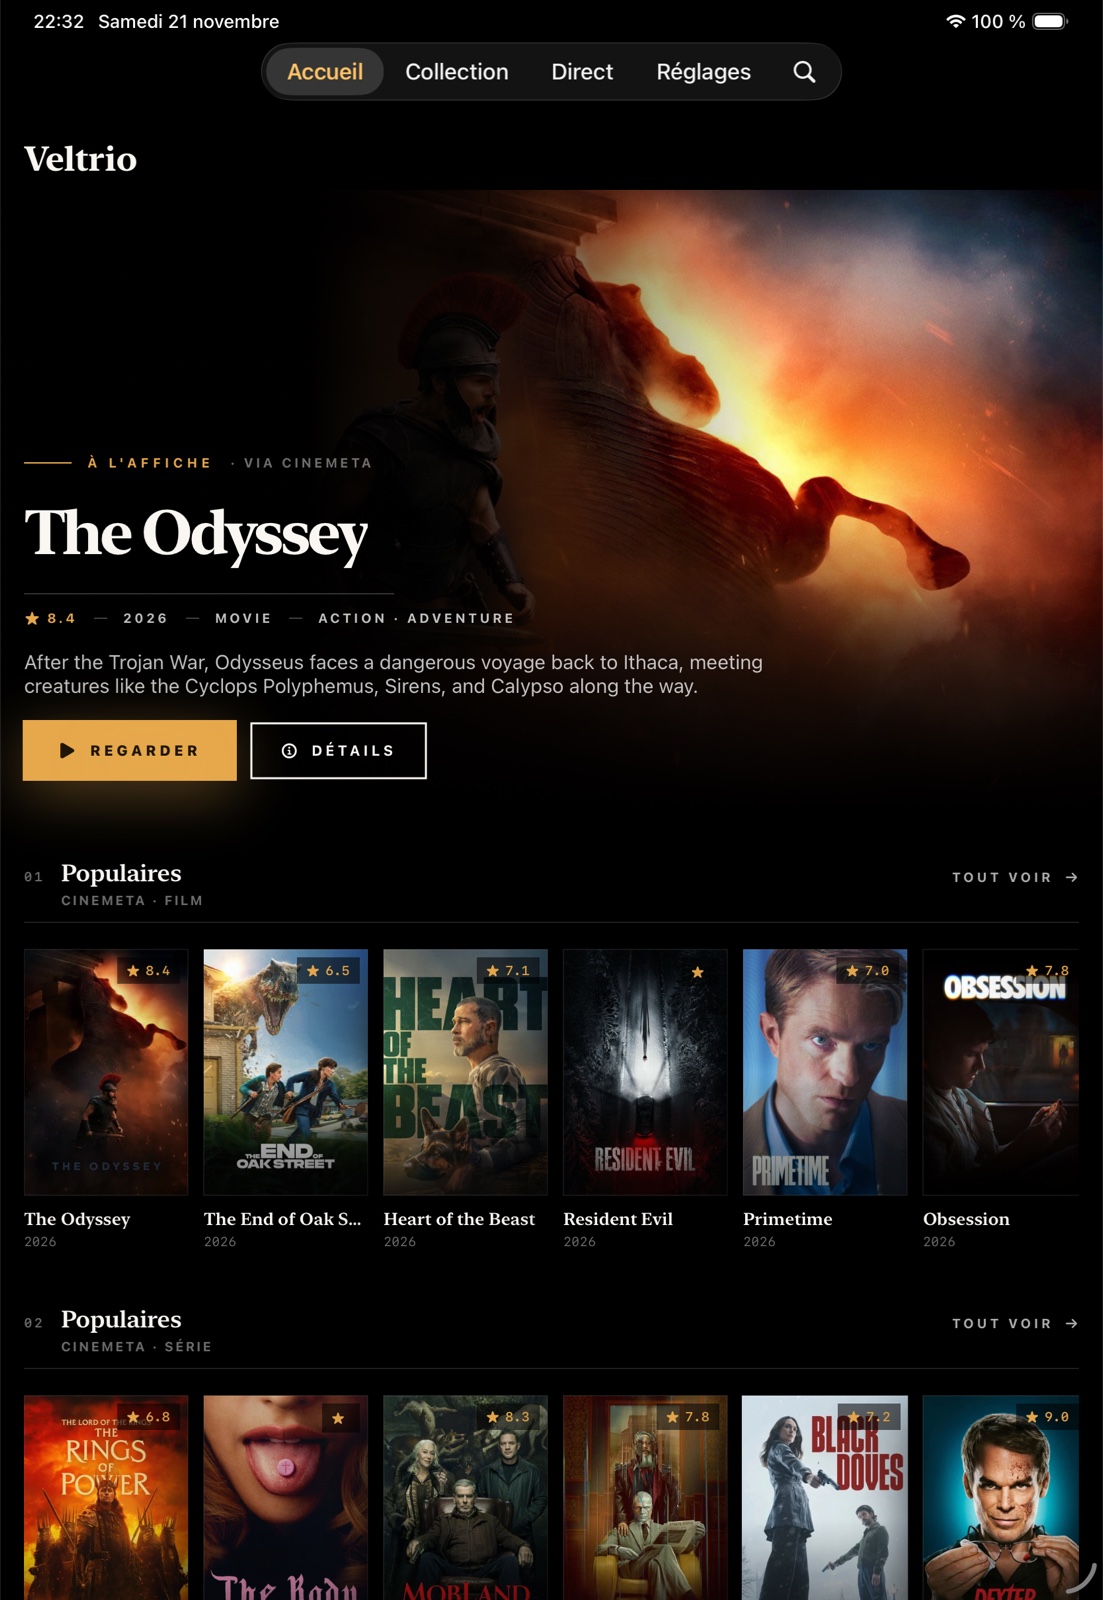 22:32 Samedi 21 novembre
100 %
Accueil Collection Direct Réglages
Veltrio
À L'AFFICHE · VIA CINEMETA
The Odyssey
8.4 — 2026 — MOVIE — ACTION · ADVENTURE
After the Trojan War, Odysseus faces a dangerous voyage back to Ithaca, meeting
creatures like the Cyclops Polyphemus, Sirens, and Calypso along the way.
REGARDER DÉTAILS
01 Populaires TOUT VOIR →
CINEMETA · FILM
8.4
THE ODYSSEY
6.5
THE END OF
OAK STREET
7.1
HEART
OF
THE
BEAST
RESIDENT EVIL
7.0
PRIMETIME
7.8
OBSESSION
The Odyssey
2026
The End of Oak S...
2026
Heart of the Beast
2026
Resident Evil
2026
Primetime
2026
Obsession
2026
02 Populaires TOUT VOIR →
CINEMETA · SÉRIE
6.8
THE LORD OF THE RINGS
THE
RINGS
OF
POWER
The Body
8.3
MOBLAND
7.8
7.2
BLACK
DOVES
9.0
DEXTER